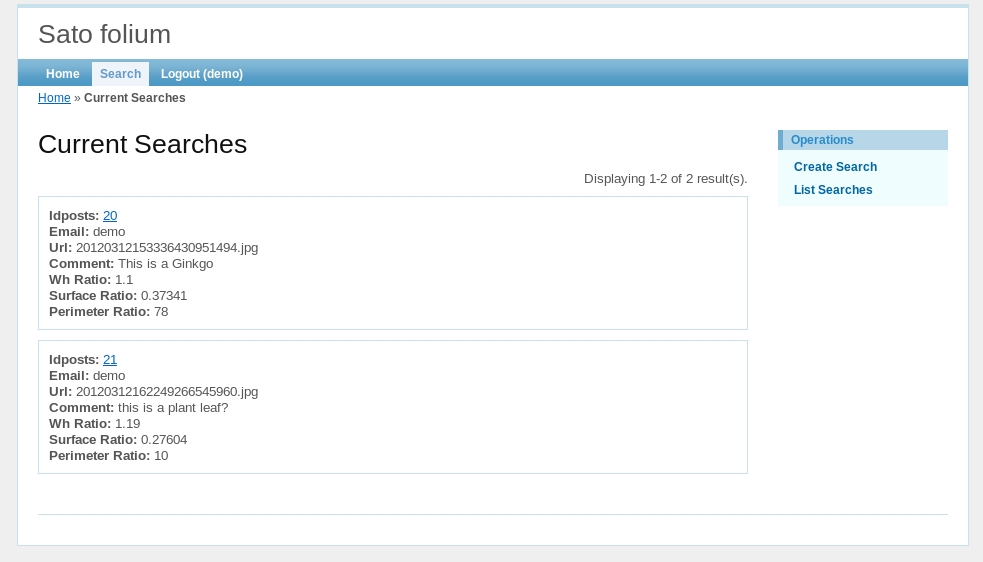 Sato folium
Home Search Logout (demo)
Home » Current Searches
Current Searches
Displaying 1-2 of 2 result(s).
Idposts: 20
Email: demo
Url: 20120312153336430951494.jpg
Comment: This is a Ginkgo
Wh Ratio: 1.1
Surface Ratio: 0.37341
Perimeter Ratio: 78
Idposts: 21
Email: demo
Url: 20120312162249266545960.jpg
Comment: this is a plant leaf?
Wh Ratio: 1.19
Surface Ratio: 0.27604
Perimeter Ratio: 10
Operations
Create Search
List Searches